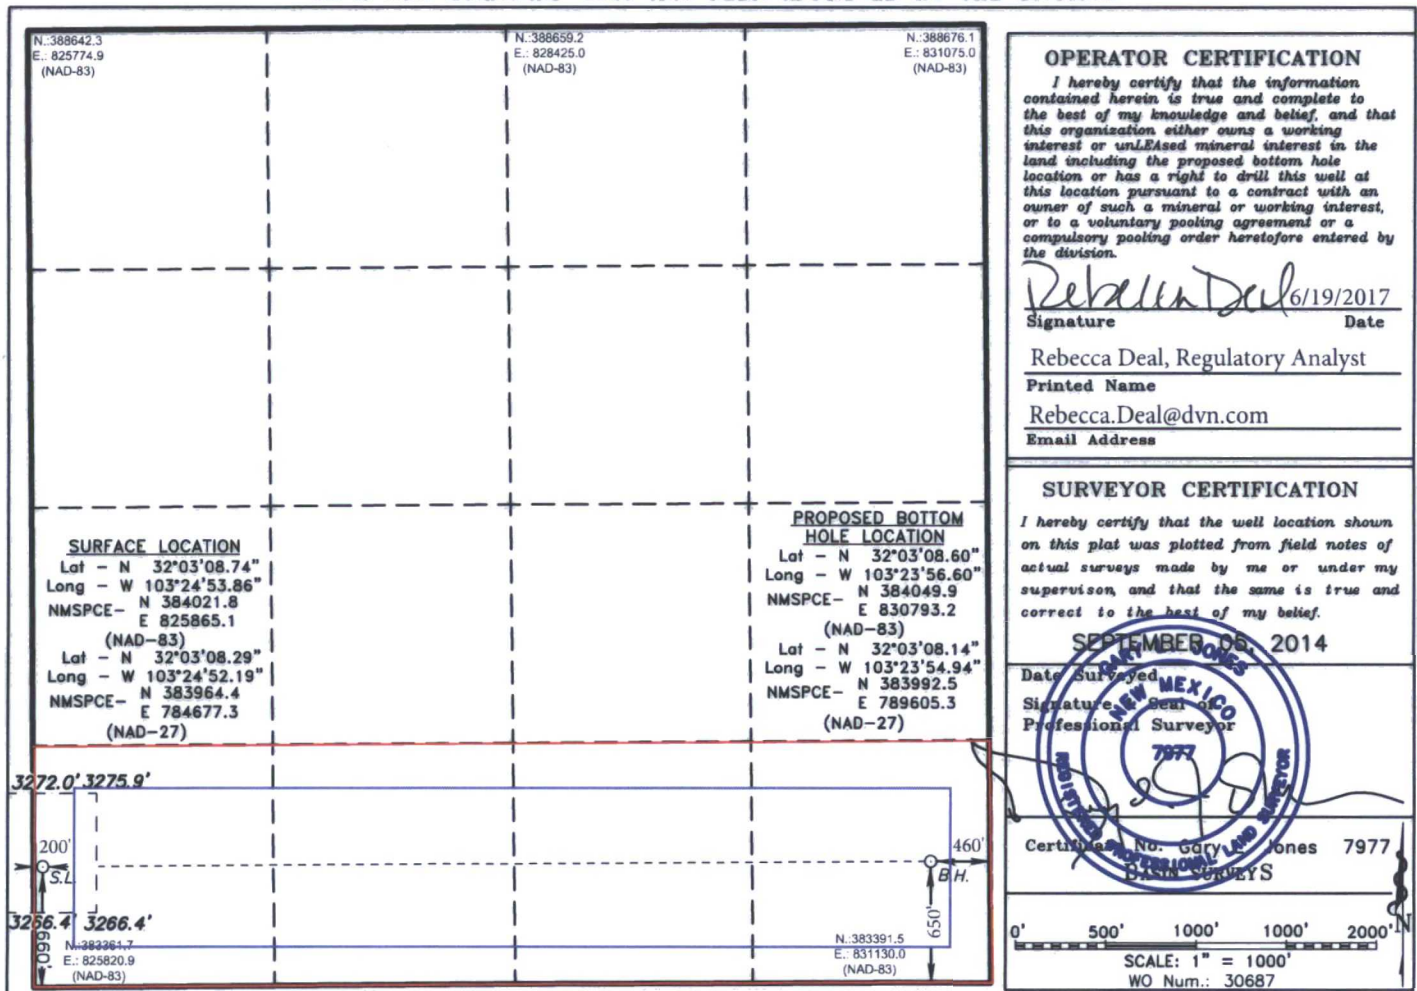 N.:388642.3
E.: 825774.9
(NAD-83)
N.:388659.2
E.: 828425.0
(NAD-83)
N.:388676.1
E.: 831075.0
(NAD-83)
SURFACE LOCATION
Lat - N 32°03'08.74"
Long - W 103°24'53.86"
NMSPCE- N 384021.8
E 825865.1
(NAD-83)
Lat - N 32°03'08.29"
Long - W 103°24'52.19"
NMSPCE- N 383964.4
E 784677.3
(NAD-27)
PROPOSED BOTTOM
HOLE LOCATION
Lat - N 32°03'08.60"
Long - W 103°23'56.60"
NMSPCE- N 384049.9
E 830793.2
(NAD-83)
Lat - N 32°03'08.14"
Long - W 103°23'54.94"
NMSPCE- N 383992.5
E 789605.3
(NAD-27)
3272.0' 3275.9'
200'
S.L.
460'
B.H.
3266.4' 3266.4'
660'
650'
N.:383361.7
E.: 825820.9
(NAD-83)
N.:383391.5
E.: 831130.0
(NAD-83)
OPERATOR CERTIFICATION
I hereby certify that the information
contained herein is true and complete to
the best of my knowledge and belief, and that
this organization either owns a working
interest or unLEAsed mineral interest in the
land including the proposed bottom hole
location or has a right to drill this well at
this location pursuant to a contract with an
owner of such a mineral or working interest,
or to a voluntary pooling agreement or a
compulsory pooling order heretofore entered by
the division.
Rebecca Deal 6/19/2017
Signature Date
Rebecca Deal, Regulatory Analyst
Printed Name
Rebecca.Deal@dvn.com
Email Address
SURVEYOR CERTIFICATION
I hereby certify that the well location shown
on this plat was plotted from field notes of
actual surveys made by me or under my
supervison, and that the same is true and
correct to the best of my belief.
SEPTEMBER 05, 2014
Date Surveyed
Signature & Seal of
Professional Surveyor
GARY L. JONES
NEW MEXICO
7977
REGISTERED PROFESSIONAL LAND SURVEYOR
Certificate No. Gary L. Jones 7977
BASIN SURVEYS
0' 500' 1000' 1000' 2000'
N
SCALE: 1" = 1000'
WO Num.: 30687